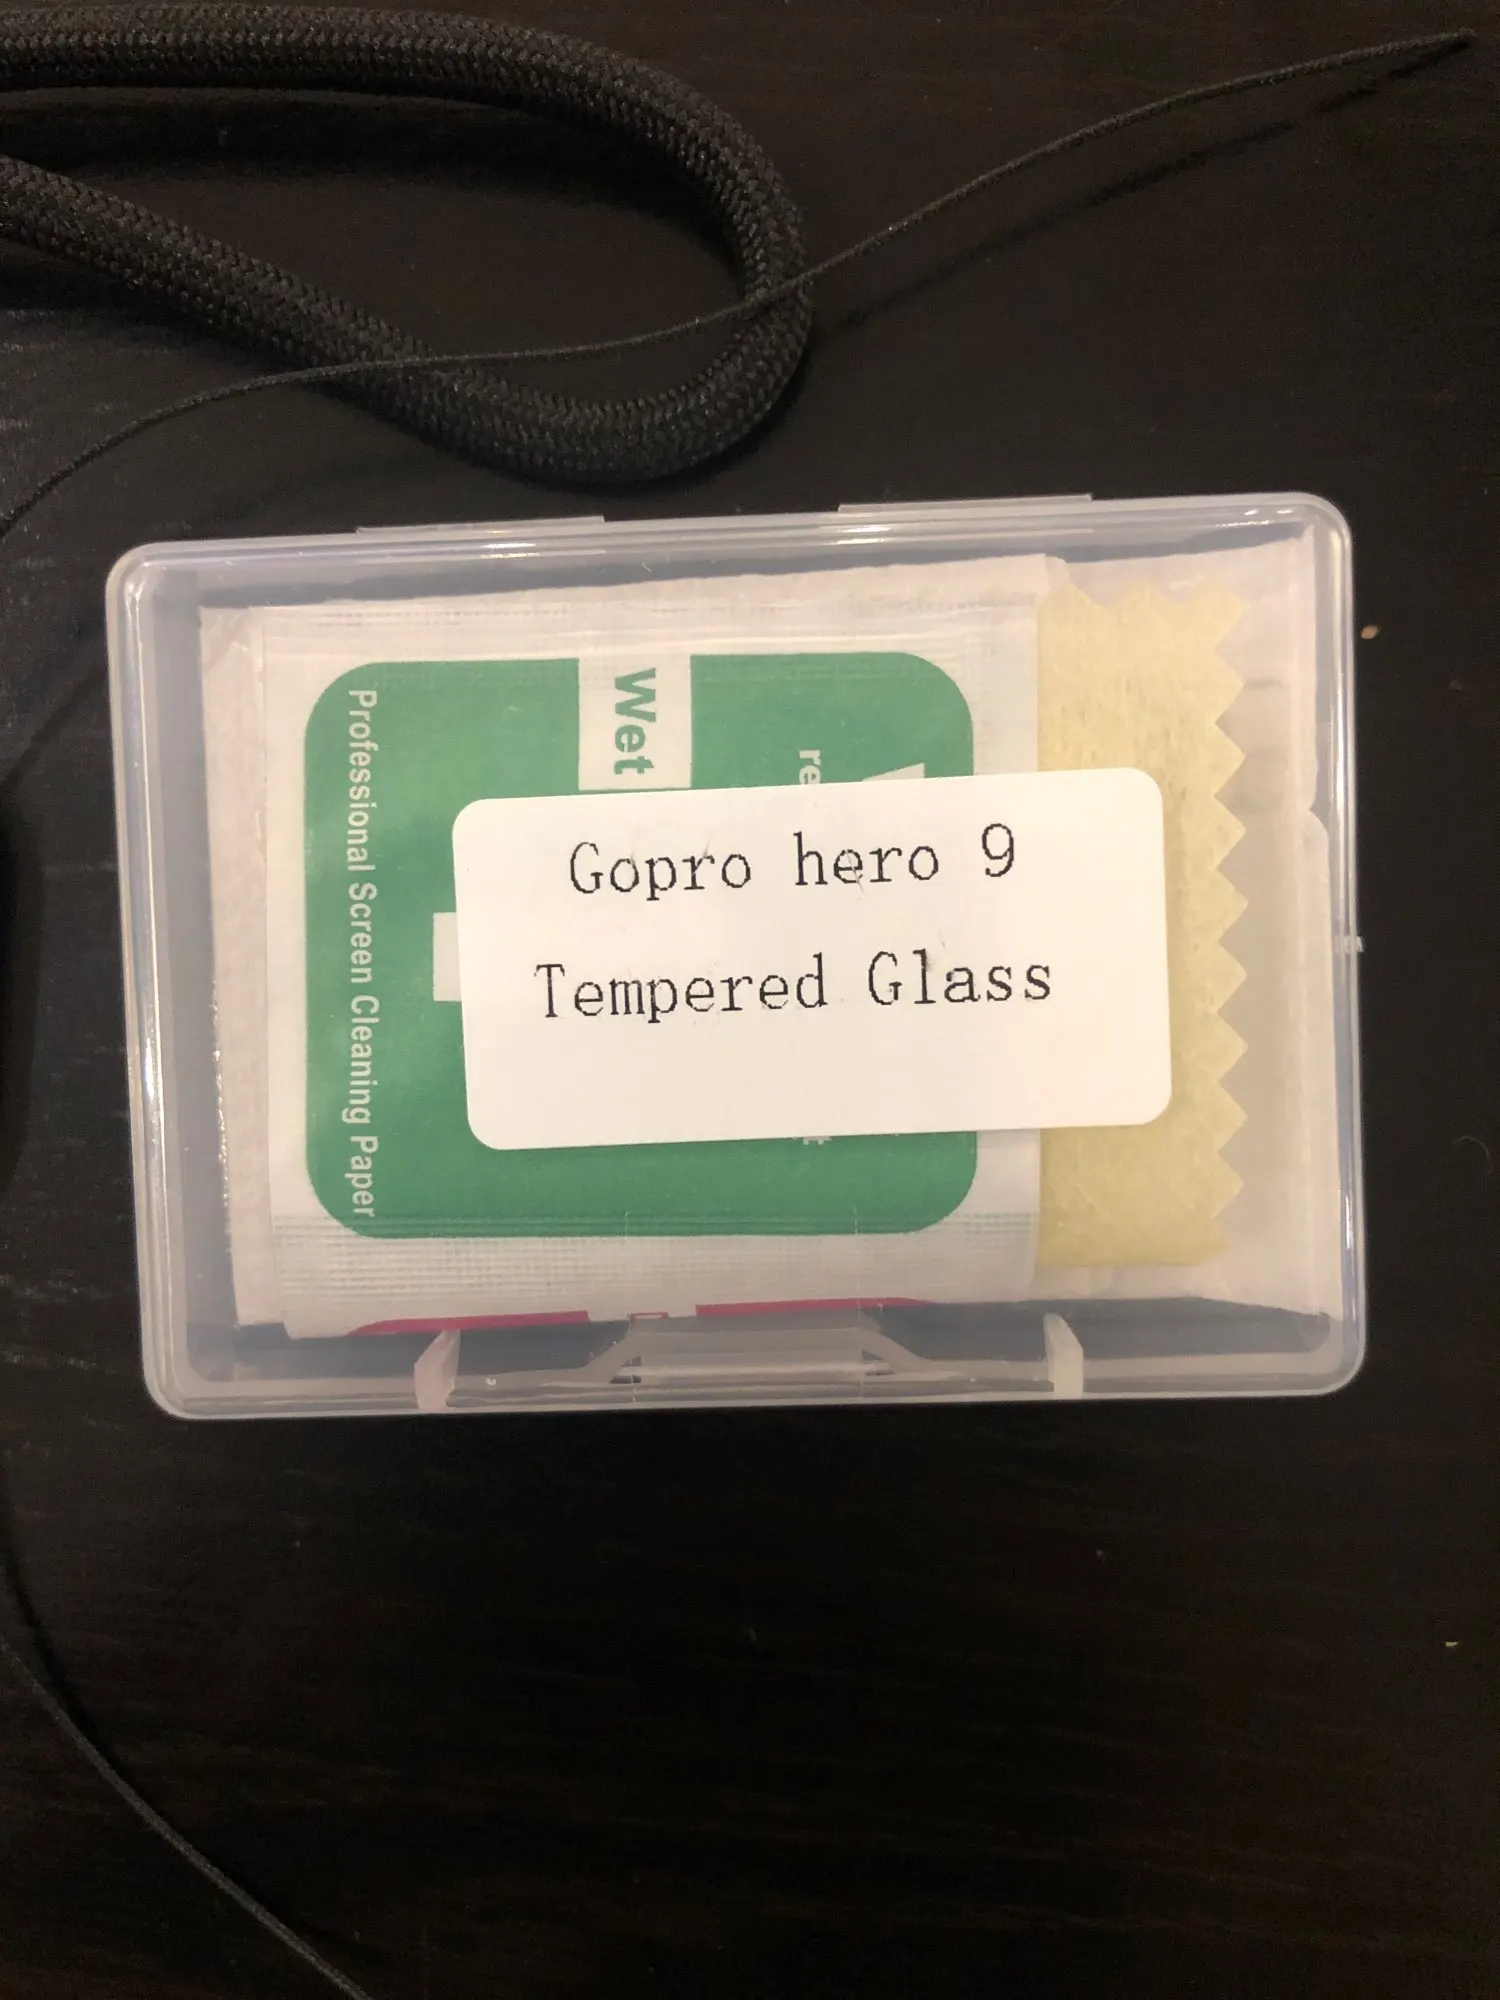 Gopro hero 9
Tempered Glass
Wet
Professional Screen Cleaning Paper